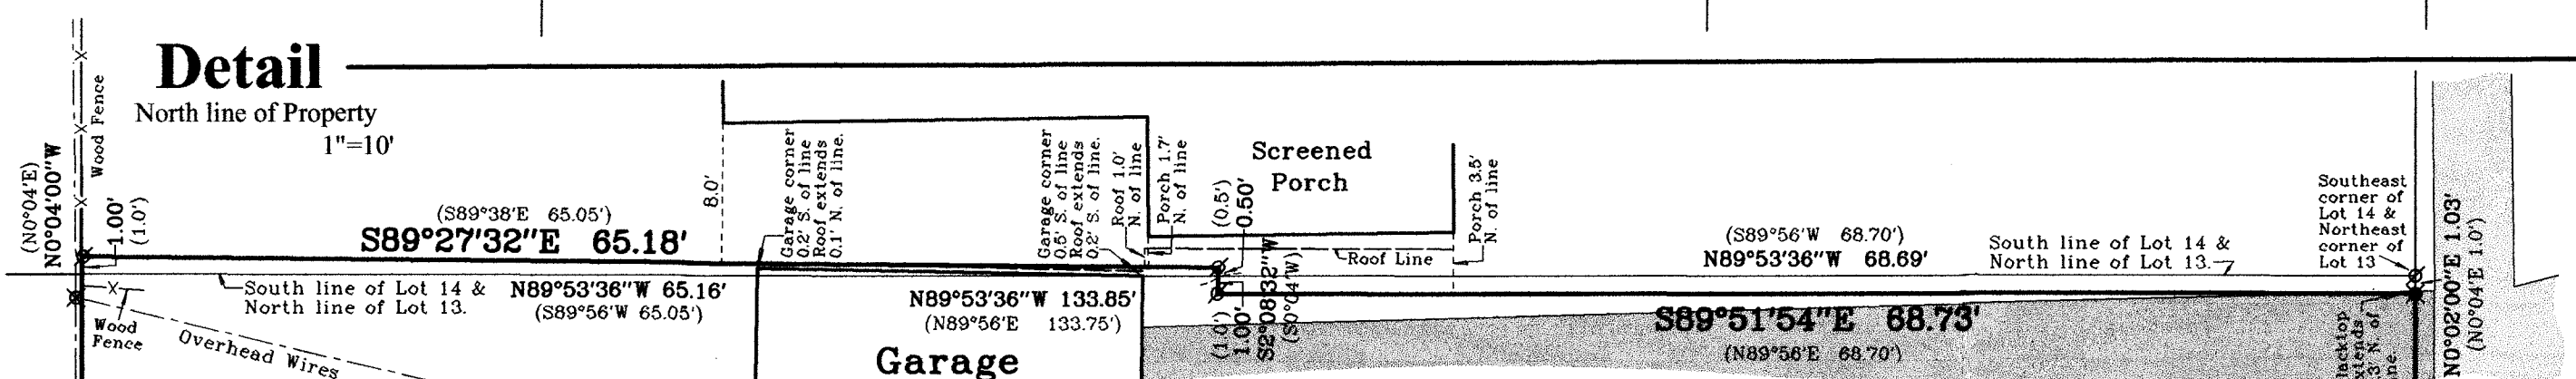 Detail
North line of Property
1"=10'
Wood Fence
(N0°04'E)
N0°04'00"W
1.00'
(1.0')
(S89°38'E 65.05')
S89°27'32"E 65.18'
8.0'
Garage corner
0.2' S. of line
Roof extends
0.1' N. of line.
Garage corner
0.5' S. of line
Roof extends
0.2' S. of line.
Roof 1.0'
N. of line
Porch 1.7'
N. of line
Screened
Porch
(0.5')
0.50'
Porch 3.5'
N. of line
Roof Line
(S89°56'W 68.70')
N89°53'36"W 68.69'
South line of Lot 14 &
North line of Lot 13.
Southeast
corner of
Lot 14 &
Northeast
corner of
Lot 13
N0°02'00"E 1.03'
(N0°04'E 1.0')
South line of Lot 14 &
North line of Lot 13.
N89°53'36"W 65.16'
(S89°56'W 65.05')
N89°53'36"W 133.85'
(N89°56'E 133.75')
Wood
Fence
Overhead Wires
Garage
(1.0')
1.00'
S2°08'32"W
(S0°04'W)
S89°51'54"E 68.73'
(N89°56'E 68.70')